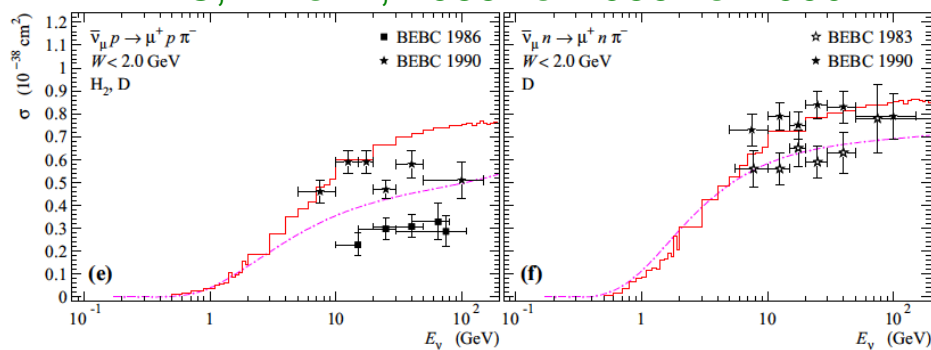 1.2
1.1
1
0.9
0.8
0.7
0.6
0.5
0.4
0.3
0.2
0.1
0
σ (10⁻³⁸ cm²)
ν̅μ p → μ⁺ p π⁻
W < 2.0 GeV
H₂, D
■ BEBC 1986
★ BEBC 1990
(e)
10⁻¹ 1 10 10²
Eν (GeV)
ν̅μ n → μ⁺ n π⁻
W < 2.0 GeV
D
☆ BEBC 1983
★ BEBC 1990
(f)
10⁻¹ 1 10 10²
Eν (GeV)